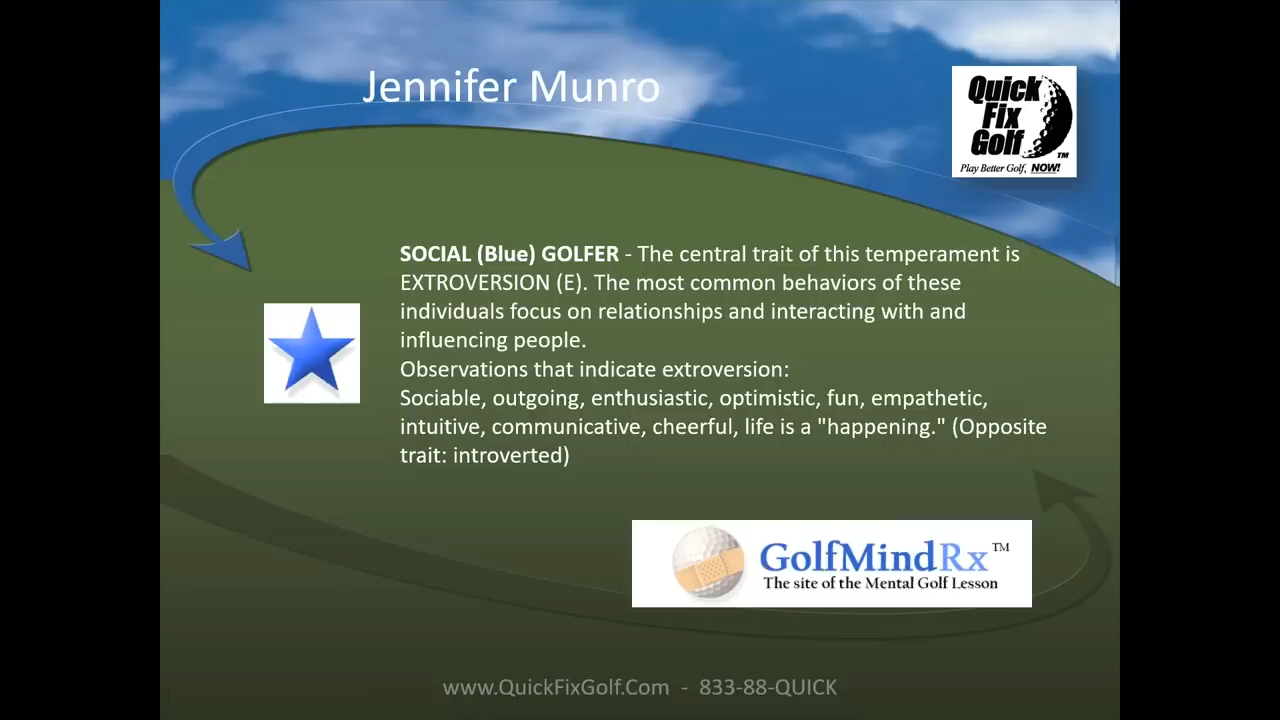 Jennifer Munro
Quick
Fix
Golf
TM
Play Better Golf, NOW!
SOCIAL (Blue) GOLFER - The central trait of this temperament is
EXTROVERSION (E). The most common behaviors of these
individuals focus on relationships and interacting with and
influencing people.
Observations that indicate extroversion:
Sociable, outgoing, enthusiastic, optimistic, fun, empathetic,
intuitive, communicative, cheerful, life is a "happening." (Opposite
trait: introverted)
GolfMindRx™
The site of the Mental Golf Lesson
www.QuickFixGolf.Com - 833-88-QUICK